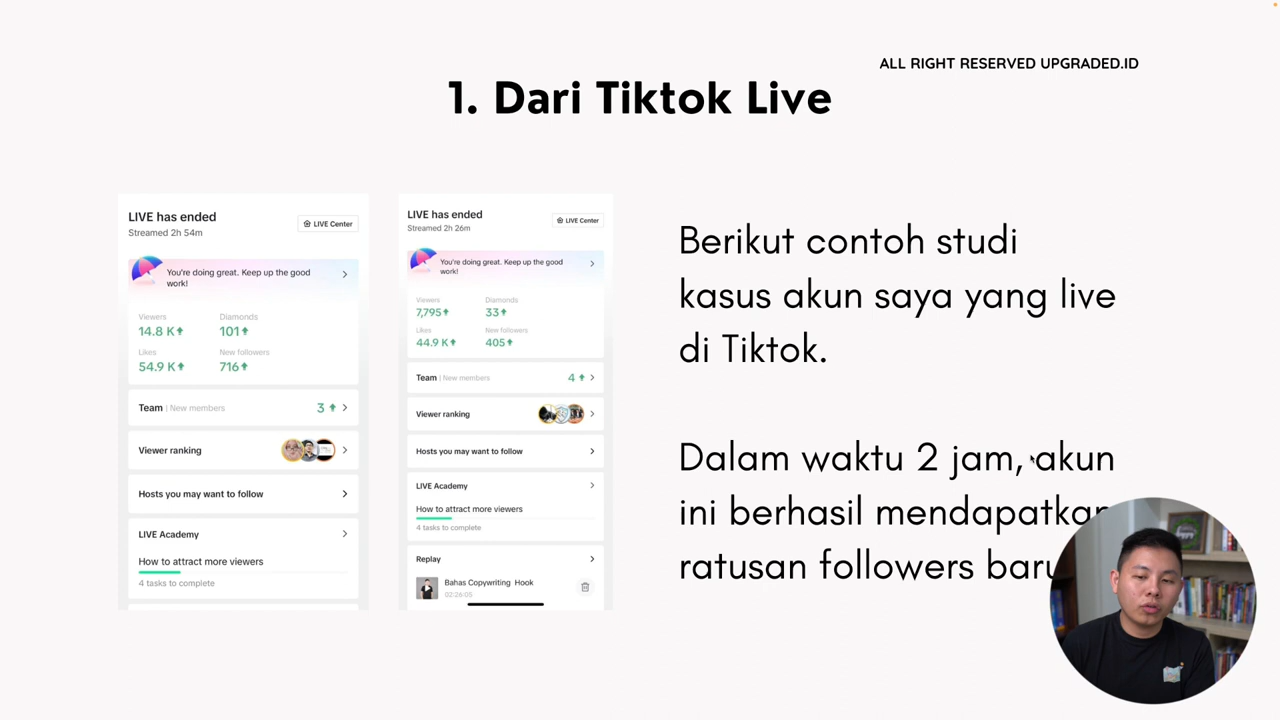 ALL RIGHT RESERVED UPGRADED.ID
1. Dari Tiktok Live
LIVE has ended
Streamed 2h 54m
LIVE Center
You're doing great. Keep up the good
work!
Viewers
Diamonds
14.8 K
101
Likes
New followers
54.9 K
716
Team | New members
3
Viewer ranking
Hosts you may want to follow
LIVE Academy
How to attract more viewers
4 tasks to complete
LIVE has ended
Streamed 2h 26m
LIVE Center
You're doing great. Keep up the good
work!
Viewers
Diamonds
7,795
33
Likes
New followers
44.9 K
405
Team | New members
4
Viewer ranking
Hosts you may want to follow
LIVE Academy
How to attract more viewers
4 tasks to complete
Replay
Bahas Copywriting Hook
02:26:05
Berikut contoh studi
kasus akun saya yang live
di Tiktok.
Dalam waktu 2 jam, akun
ini berhasil mendapatkan
ratusan followers baru